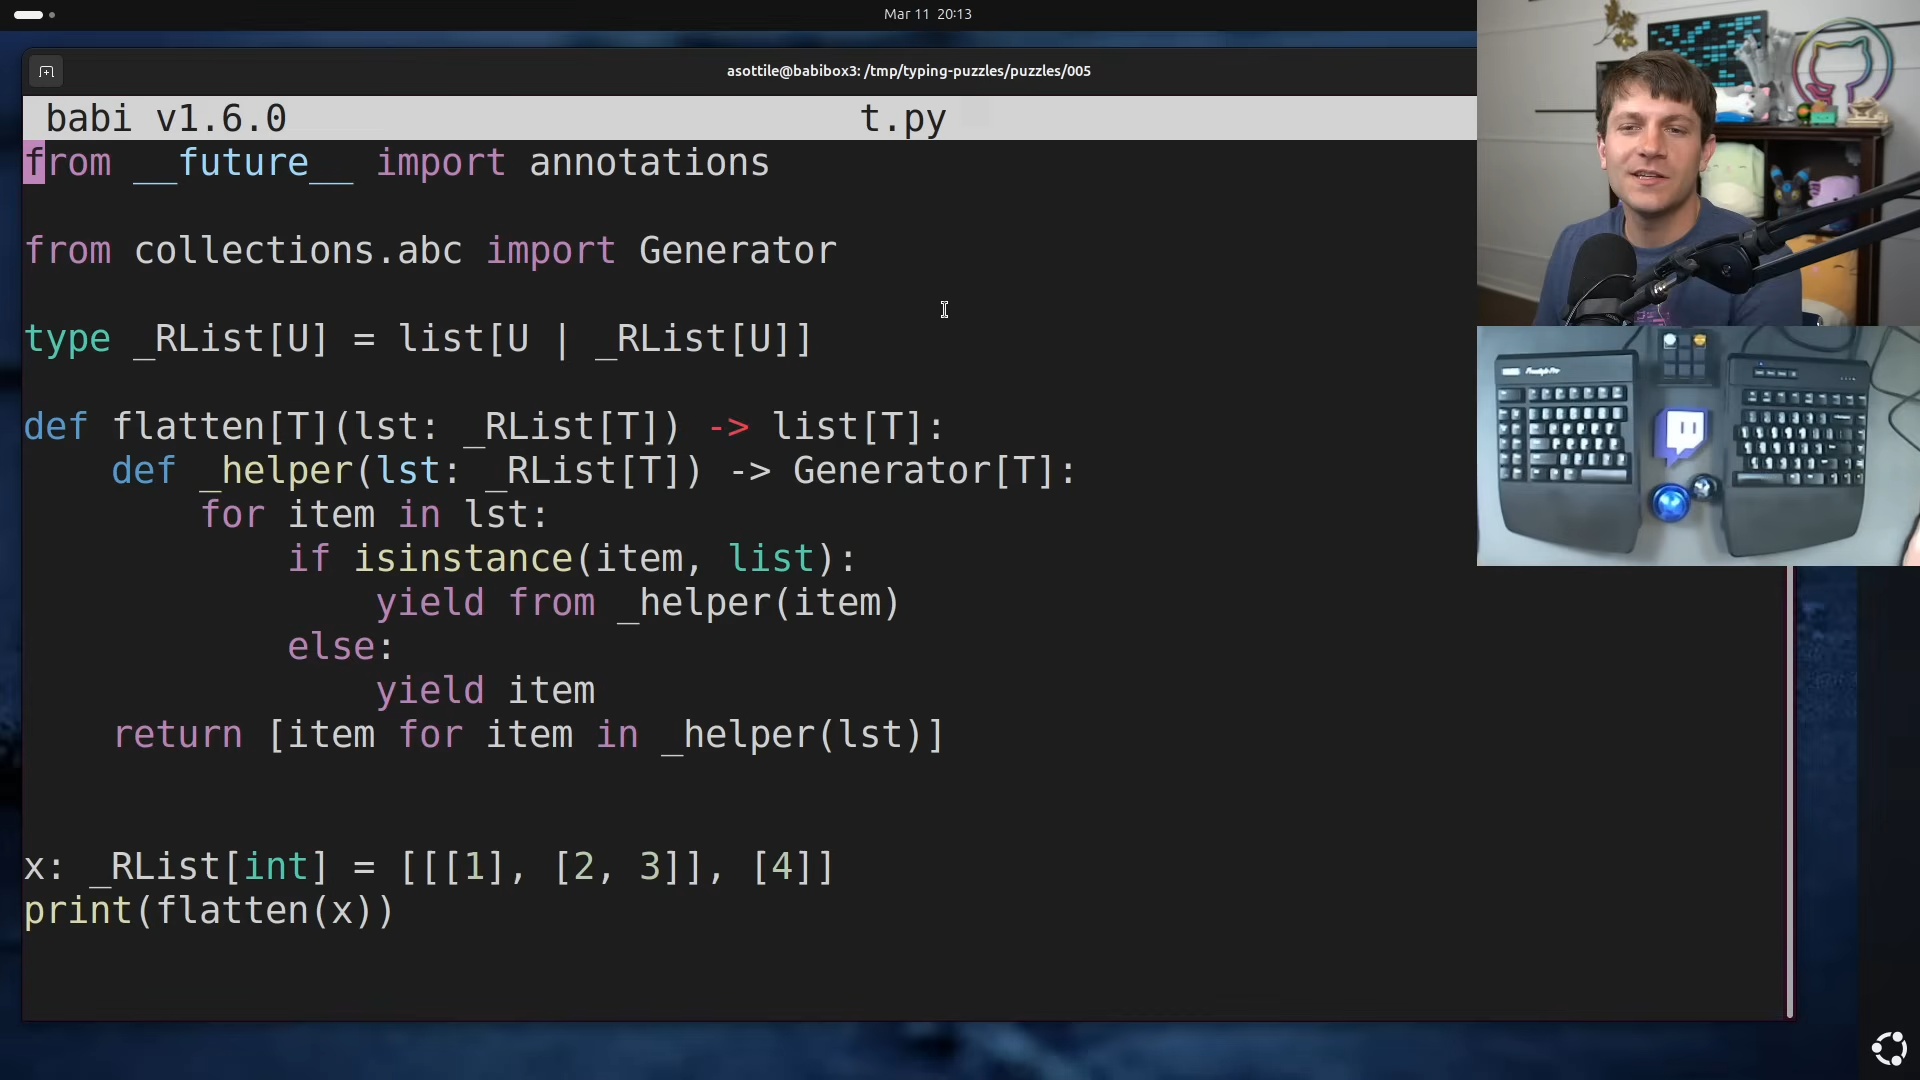 Mar 11 20:13
asottile@babibox3: /tmp/typing-puzzles/puzzles/005
babi v1.6.0 t.py
from __future__ import annotations
from collections.abc import Generator
type _RList[U] = list[U | _RList[U]]
def flatten[T](lst: _RList[T]) -> list[T]:
    def _helper(lst: _RList[T]) -> Generator[T]:
        for item in lst:
            if isinstance(item, list):
                yield from _helper(item)
            else:
                yield item
    return [item for item in _helper(lst)]
x: _RList[int] = [[[1], [2, 3]], [4]]
print(flatten(x))
Freestyle Pro